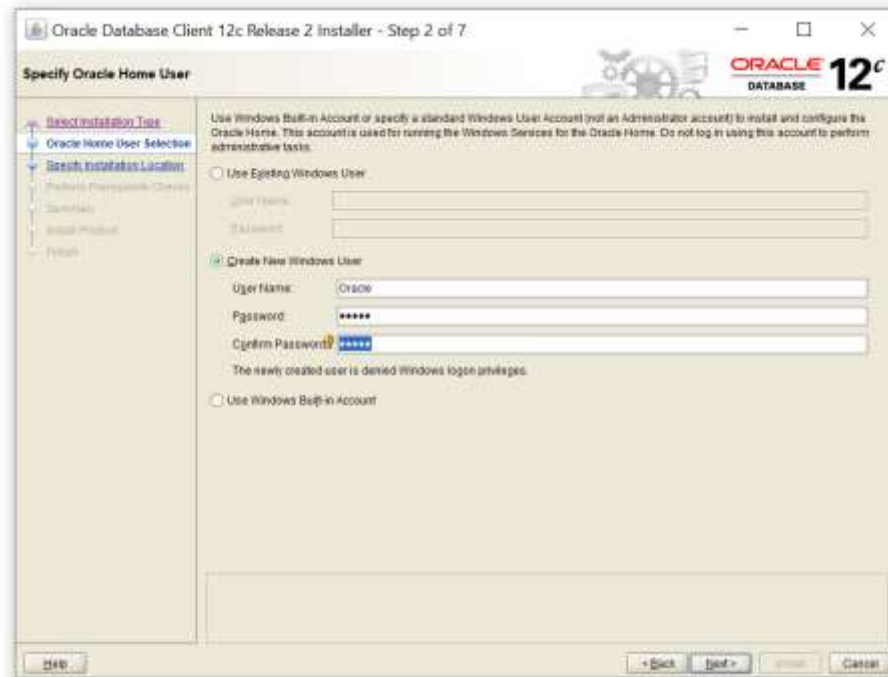 Oracle Database Client 12c Release 2 Installer - Step 2 of 7
Specify Oracle Home User
ORACLE
DATABASE
12c
Select Installation Type
Oracle Home User Selection
Specify Installation Location
Perform Prerequisite Checks
Summary
Install Product
Finish
Use Windows Built-in Account or specify a standard Windows User Account (not an Administrator account) to install and configure the
Oracle Home. This account is used for running the Windows Services for the Oracle Home. Do not log in using this account to perform
administrative tasks.
Use Existing Windows User
User Name:
Password:
Create New Windows User
User Name:
Oracle
Password:
•••••
Confirm Password:
•••••
The newly created user is denied Windows logon privileges.
Use Windows Built-in Account
Help
< Back
Next >
Install
Cancel